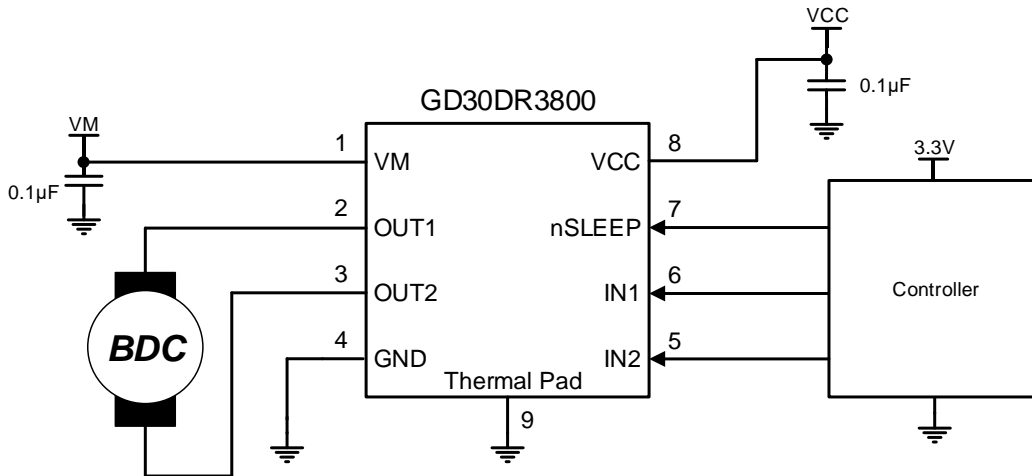 VCC
0.1µF
GD30DR3800
VM
0.1µF
1
VM
2
OUT1
3
OUT2
4
GND
8
VCC
7
nSLEEP
6
IN1
5
IN2
Thermal Pad
9
BDC
3.3V
Controller